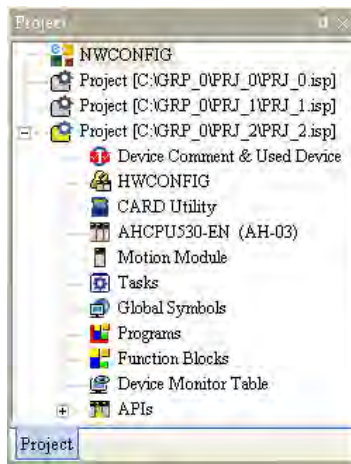 Project
NWCONFIG
Project [C:\GRP_0\PRJ_0\PRJ_0.isp]
Project [C:\GRP_0\PRJ_1\PRJ_1.isp]
Project [C:\GRP_0\PRJ_2\PRJ_2.isp]
Device Comment & Used Device
HWCONFIG
CARD Utility
AHCPU530-EN (AH-03)
Motion Module
Tasks
Global Symbols
Programs
Function Blocks
Device Monitor Table
APIs
Project